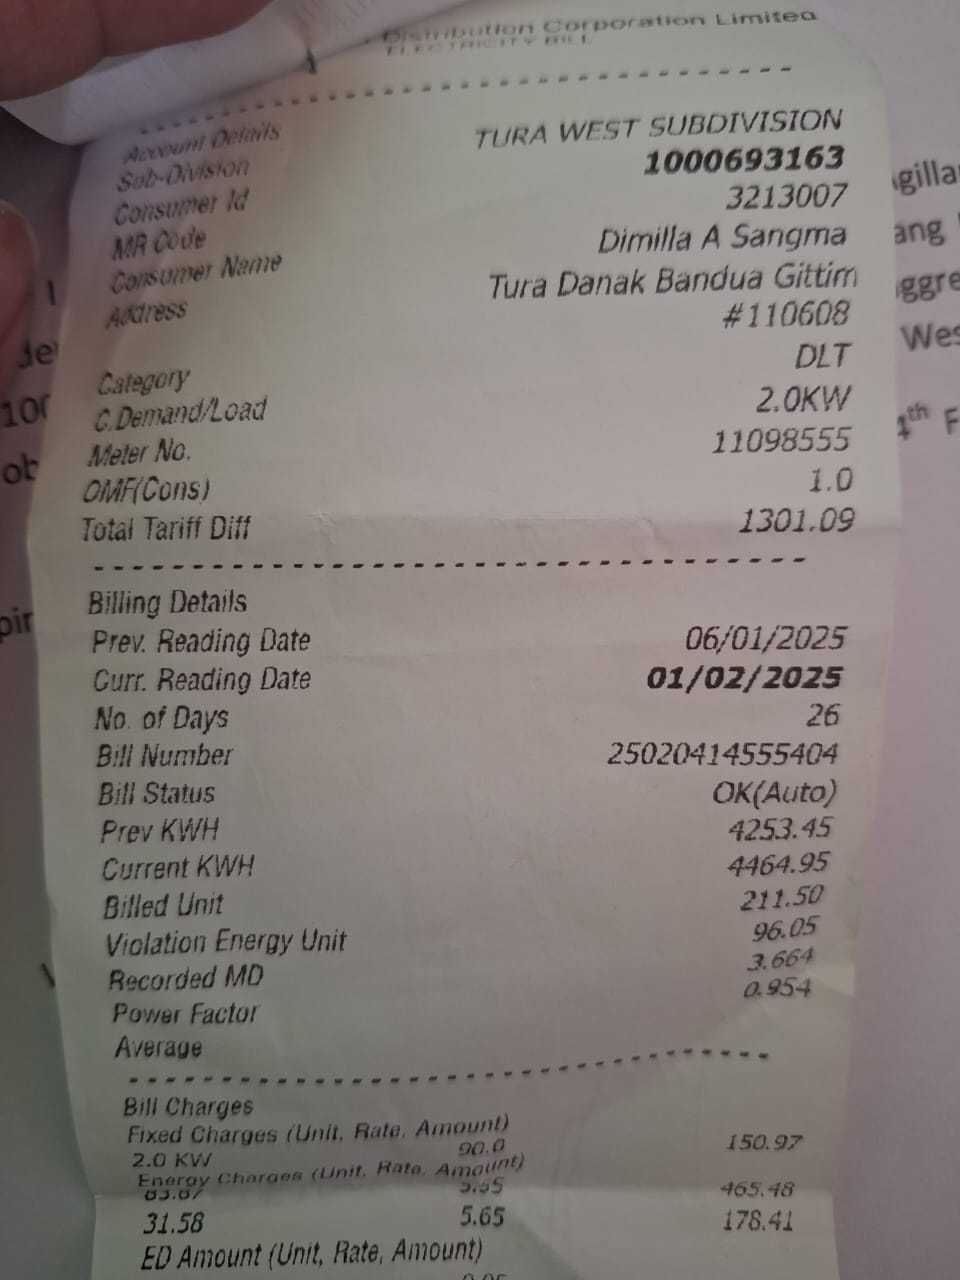 Distribution Corporation Limited
ELECTRICITY BILL
Account Details
Sub-Division TURA WEST SUBDIVISION
Consumer Id 1000693163
MR Code 3213007
Consumer Name Dimilla A Sangma
Address Tura Danak Bandua Gittim
#110608
Category DLT
C.Demand/Load 2.0KW
Meter No. 11098555
OMF(Cons) 1.0
Total Tariff Diff 1301.09
Billing Details
Prev. Reading Date 06/01/2025
Curr. Reading Date 01/02/2025
No. of Days 26
Bill Number 25020414555404
Bill Status OK(Auto)
Prev KWH 4253.45
Current KWH 4464.95
Billed Unit 211.50
Violation Energy Unit 96.05
Recorded MD 3.664
Power Factor 0.954
Average
Bill Charges
Fixed Charges (Unit, Rate, Amount)
2.0 KW 90.0 150.97
Energy Charges (Unit, Rate, Amount)
83.87 5.55 465.48
31.58 5.65 178.41
ED Amount (Unit, Rate, Amount)